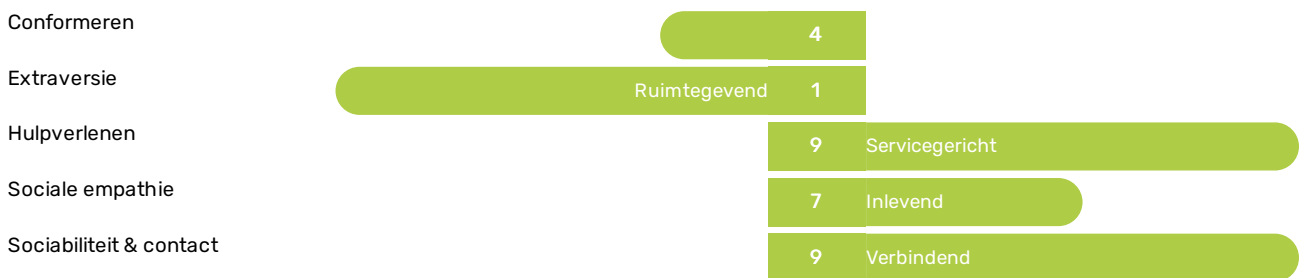 Conformeren 4
Extraversie Ruimtegevend 1
Hulpverlenen 9 Servicegericht
Sociale empathie 7 Inlevend
Sociabiliteit & contact 9 Verbindend